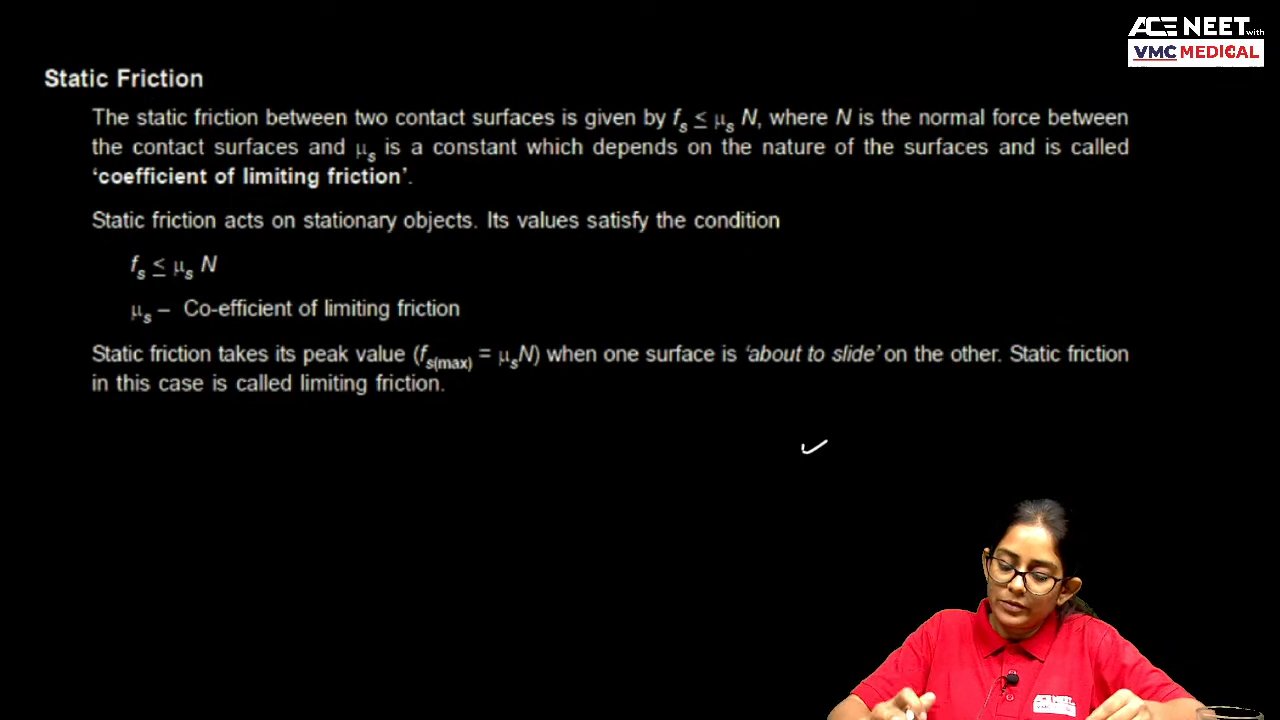 ACE NEET with
VMC MEDICAL
Static Friction
The static friction between two contact surfaces is given by fs ≤ μs N, where N is the normal force between
the contact surfaces and μs is a constant which depends on the nature of the surfaces and is called
‘coefficient of limiting friction’.
Static friction acts on stationary objects. Its values satisfy the condition
fs ≤ μs N
μs – Co-efficient of limiting friction
Static friction takes its peak value (fs(max) = μsN) when one surface is ‘about to slide’ on the other. Static friction
in this case is called limiting friction.
ACE NEET